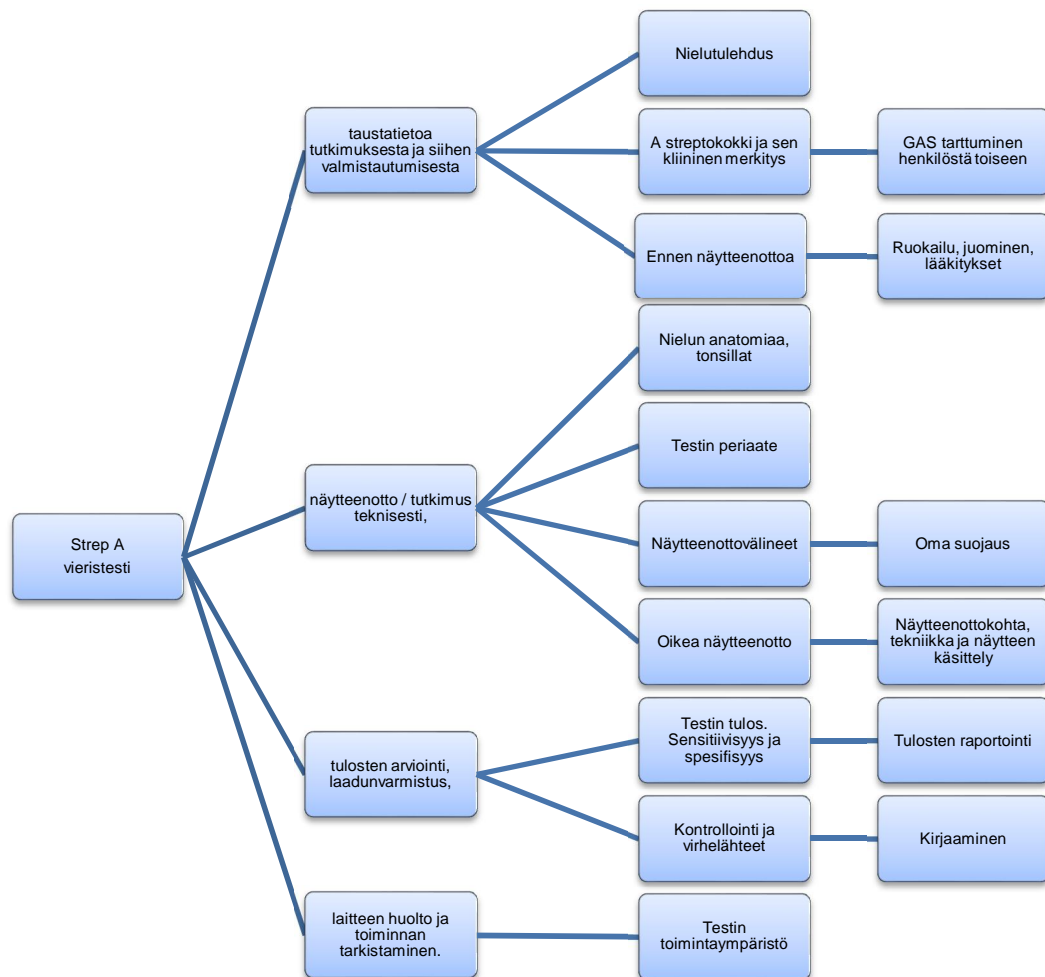 Strep A
vieristesti
taustatietoa
tutkimuksesta ja siihen
valmistautumisesta
Nielutulehdus
A streptokokki ja sen
kliininen merkitys
GAS tarttuminen
henkilöstä toiseen
Ennen näytteenottoa
Ruokailu, juominen,
lääkitykset
näytteenotto / tutkimus
teknisesti,
Nielun anatomiaa,
tonsillat
Testin periaate
Näytteenottovälineet
Oma suojaus
Oikea näytteenotto
Näytteenottokohta,
tekniikka ja näytteen
käsittely
tulosten arviointi,
laadunvarmistus,
Testin tulos.
Sensitiivisyys ja
spesifisyys
Tulosten raportointi
Kontrollointi ja
virhelähteet
Kirjaaminen
laitteen huolto ja
toiminnan
tarkistaminen.
Testin
toimintaympäristö